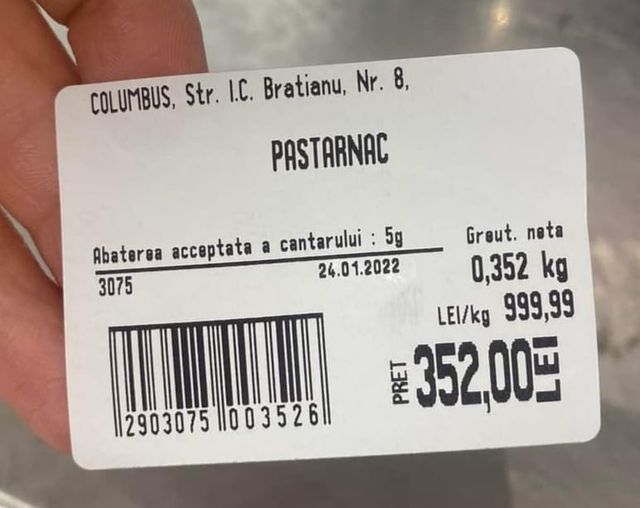 COLUMBUS, Str. I.C. Bratianu, Nr. 8,
PASTARNAC
Abaterea acceptata a cantarului : 5g
3075
24.01.2022
Greut. neta
0,352 kg
LEI/kg 999,99
PRET 352,00 LEI
2903075 003526